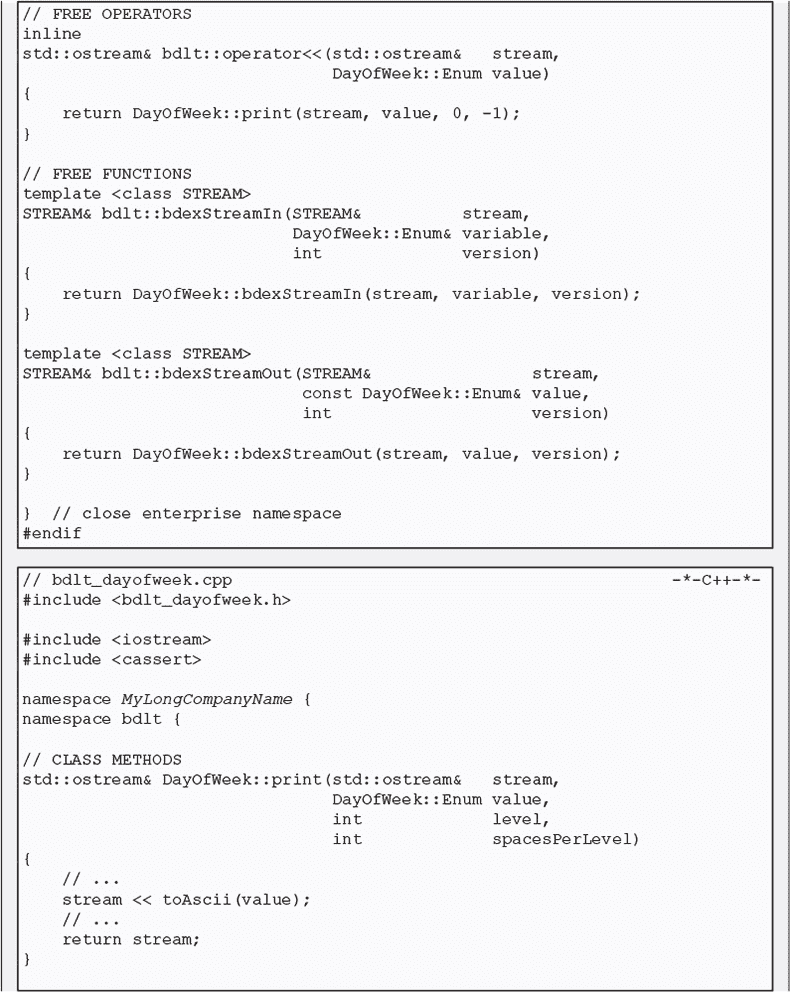 // FREE OPERATORS
inline
std::ostream& bdlt::operator<<(std::ostream&   stream,
                               DayOfWeek::Enum value)
{
    return DayOfWeek::print(stream, value, 0, -1);
}

// FREE FUNCTIONS
template <class STREAM>
STREAM& bdlt::bdexStreamIn(STREAM&          stream,
                           DayOfWeek::Enum& variable,
                           int              version)
{
    return DayOfWeek::bdexStreamIn(stream, variable, version);
}

template <class STREAM>
STREAM& bdlt::bdexStreamOut(STREAM&                stream,
                            const DayOfWeek::Enum& value,
                            int                    version)
{
    return DayOfWeek::bdexStreamOut(stream, value, version);
}

}  // close enterprise namespace
#endif

// bdlt_dayofweek.cpp                                            -*-C++-*-
#include <bdlt_dayofweek.h>

#include <iostream>
#include <cassert>

namespace MyLongCompanyName {
namespace bdlt {

// CLASS METHODS
std::ostream& DayOfWeek::print(std::ostream&   stream,
                               DayOfWeek::Enum value,
                               int             level,
                               int             spacesPerLevel)
{
    // ...
    stream << toAscii(value);
    // ...
    return stream;
}